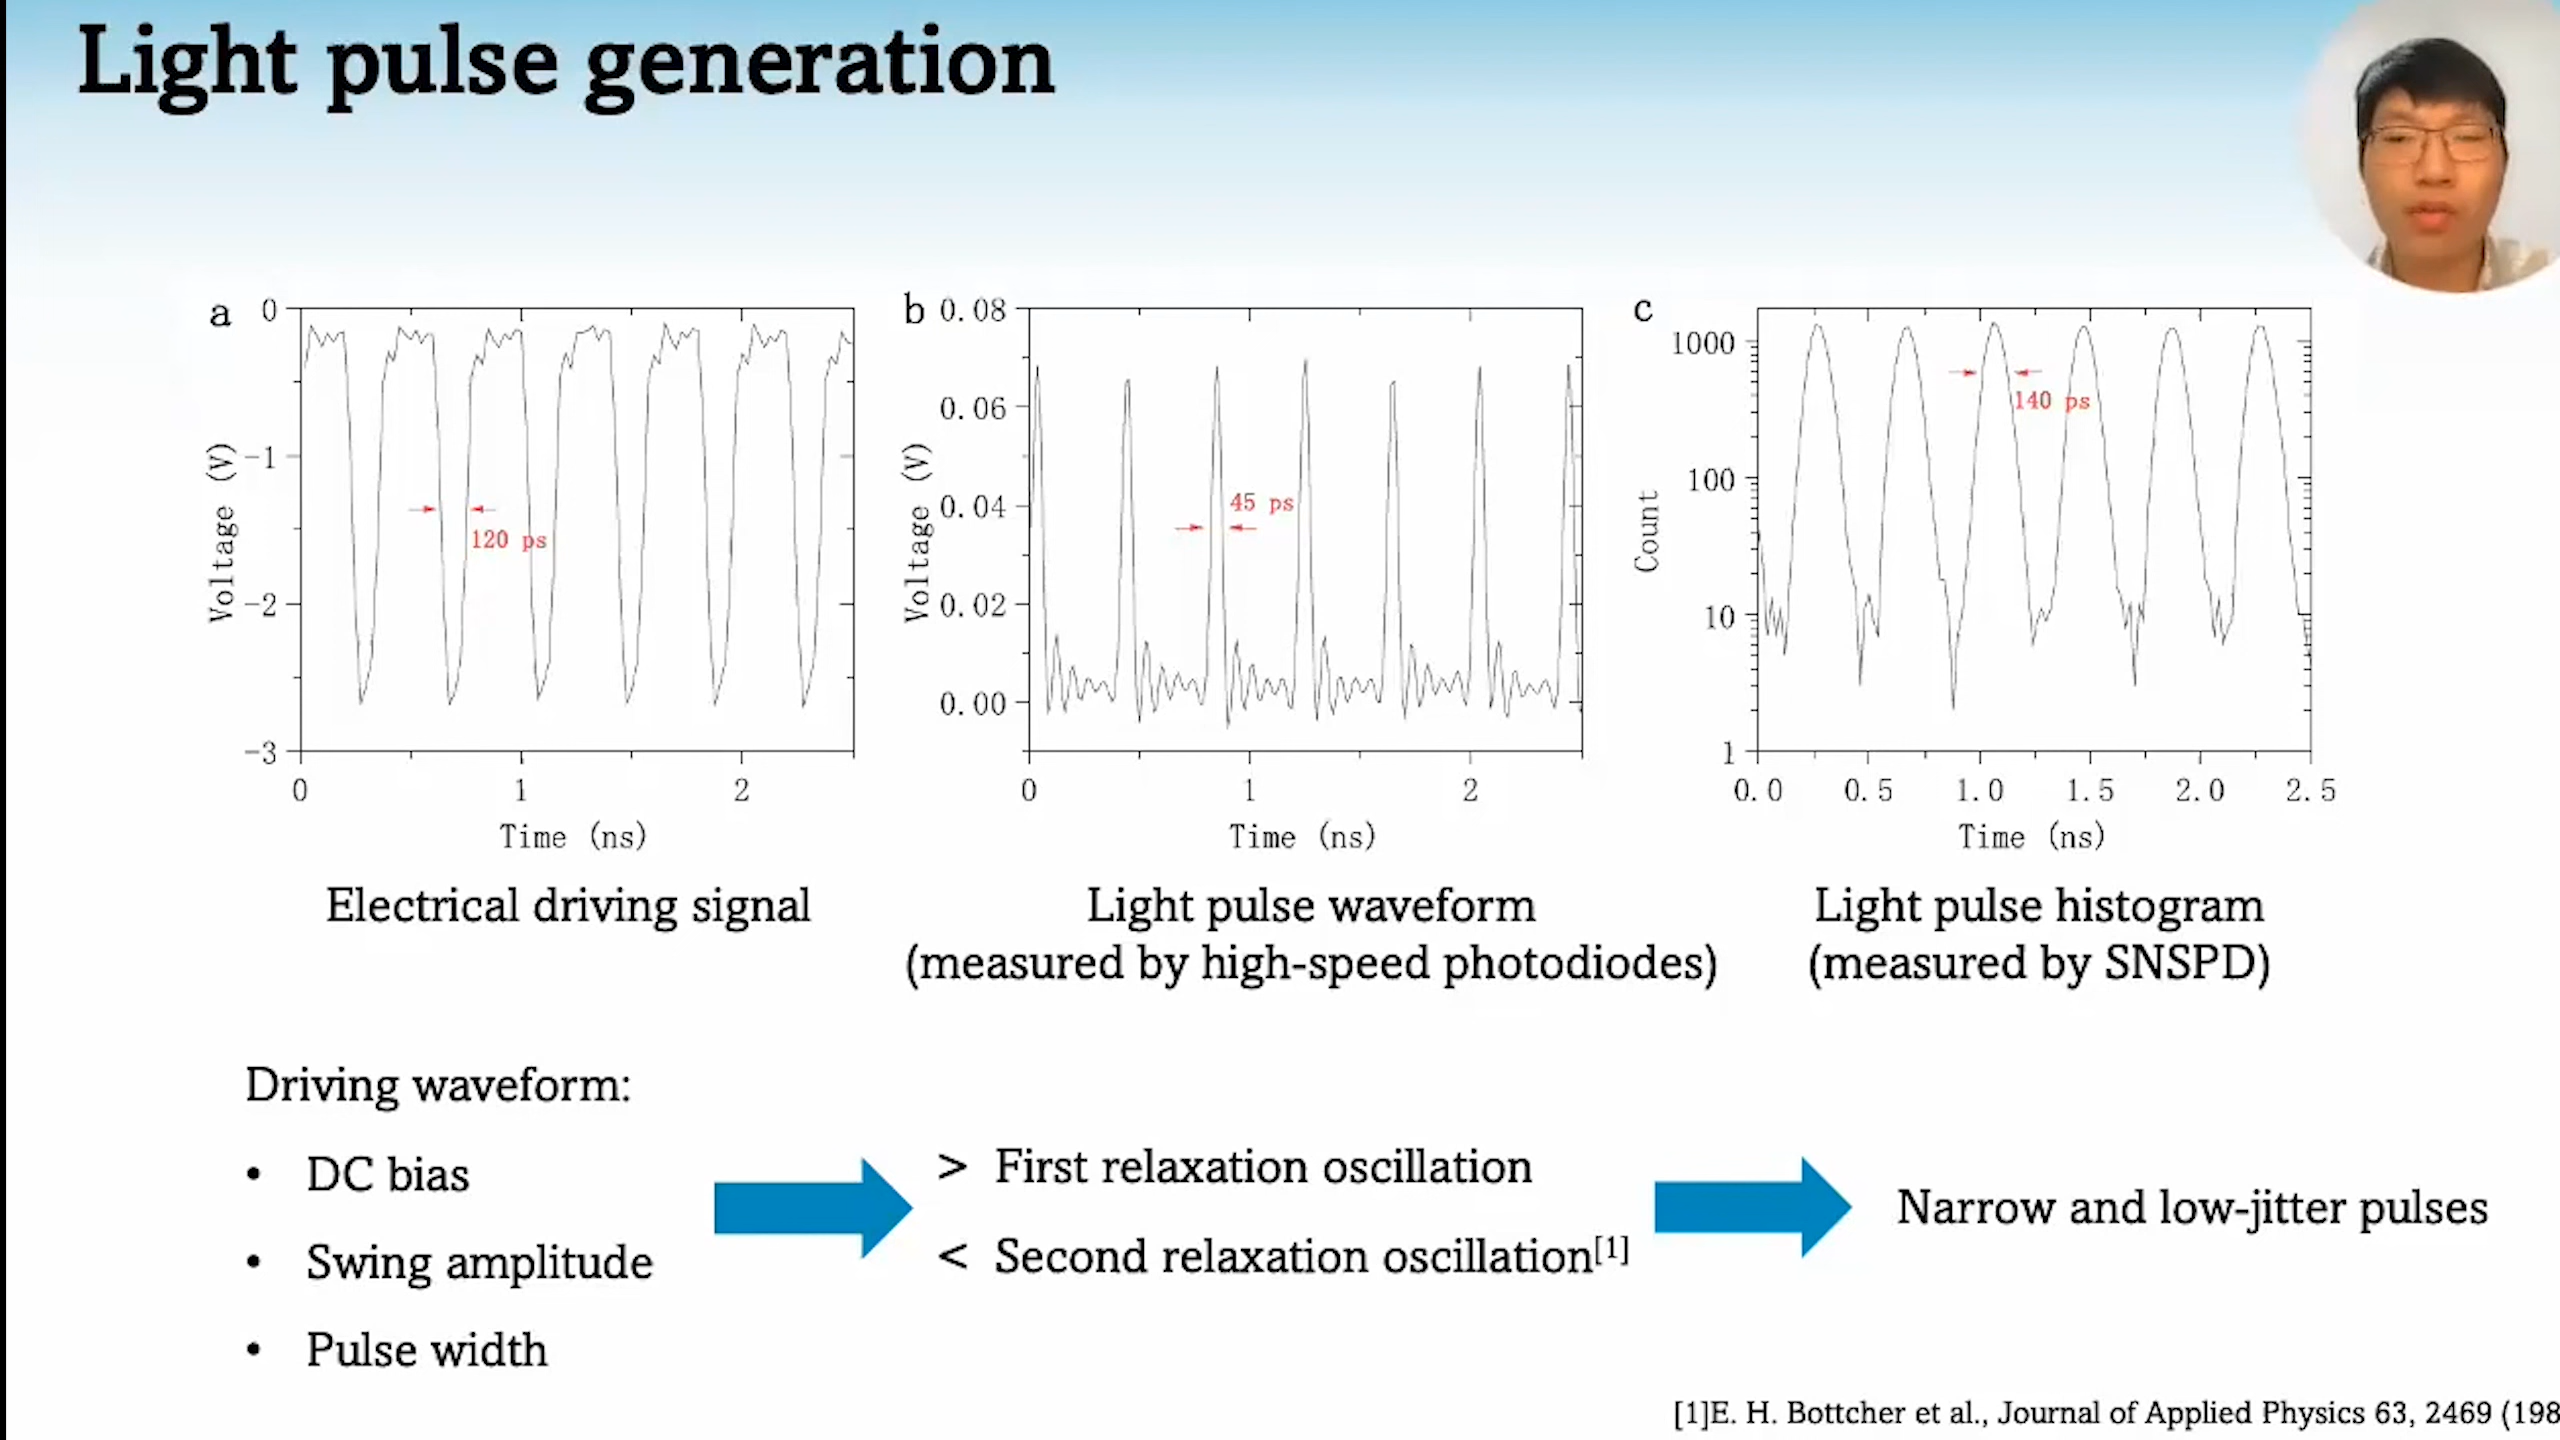 Light pulse generation
a
0
-1
-2
-3
Voltage (V)
120 ps
0 1 2
Time (ns)
Electrical driving signal
b
0.08
0.06
0.04
0.02
0.00
Voltage (V)
45 ps
0 1 2
Time (ns)
Light pulse waveform
(measured by high-speed photodiodes)
c
1000
100
10
1
Count
140 ps
0.0 0.5 1.0 1.5 2.0 2.5
Time (ns)
Light pulse histogram
(measured by SNSPD)
Driving waveform:
• DC bias
• Swing amplitude
• Pulse width
> First relaxation oscillation
< Second relaxation oscillation[1]
Narrow and low-jitter pulses
[1]E. H. Bottcher et al., Journal of Applied Physics 63, 2469 (198